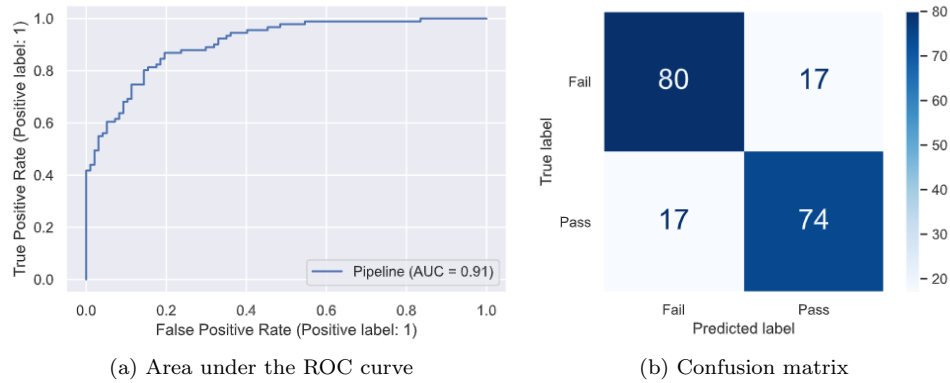 1.0
0.8
0.6
0.4
0.2
0.0
True Positive Rate (Positive label: 1)
Pipeline (AUC = 0.91)
0.0 0.2 0.4 0.6 0.8 1.0
False Positive Rate (Positive label: 1)
(a) Area under the ROC curve
True label
Fail
80 17
Pass
17 74
Fail Pass
Predicted label
80
70
60
50
40
30
20
(b) Confusion matrix